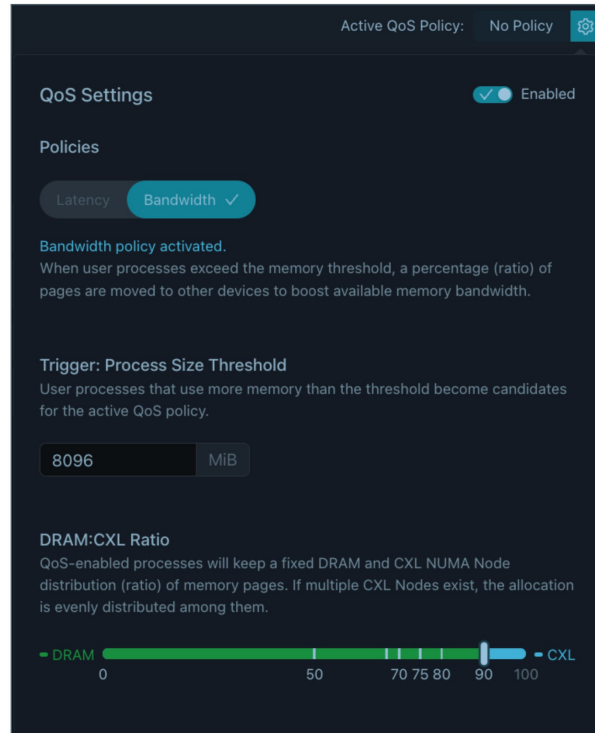 Active QoS Policy: No Policy
QoS Settings
Enabled
Policies
Latency Bandwidth
Bandwidth policy activated.
When user processes exceed the memory threshold, a percentage (ratio) of
pages are moved to other devices to boost available memory bandwidth.
Trigger: Process Size Threshold
User processes that use more memory than the threshold become candidates
for the active QoS policy.
8096 MiB
DRAM:CXL Ratio
QoS-enabled processes will keep a fixed DRAM and CXL NUMA Node
distribution (ratio) of memory pages. If multiple CXL Nodes exist, the allocation
is evenly distributed among them.
DRAM CXL
0 50 70 75 80 90 100